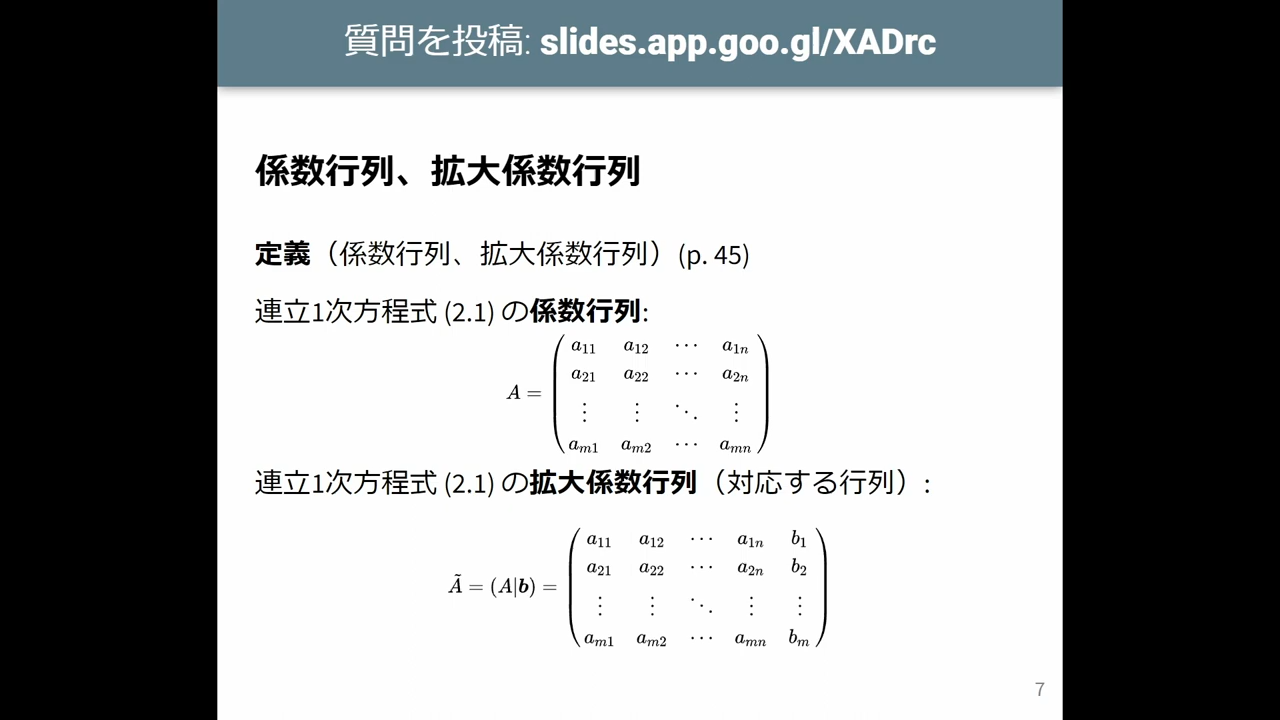 質問を投稿: slides.app.goo.gl/XADrc
係数行列、拡大係数行列
定義（係数行列、拡大係数行列）(p. 45)
連立1次方程式 (2.1) の係数行列:
A = 
a11 a12 ⋯ a1n
a21 a22 ⋯ a2n
⋮ ⋮ ⋱ ⋮
am1 am2 ⋯ amn
連立1次方程式 (2.1) の拡大係数行列（対応する行列）:
Ã = (A|b) =
a11 a12 ⋯ a1n b1
a21 a22 ⋯ a2n b2
⋮ ⋮ ⋱ ⋮ ⋮
am1 am2 ⋯ amn bm
7